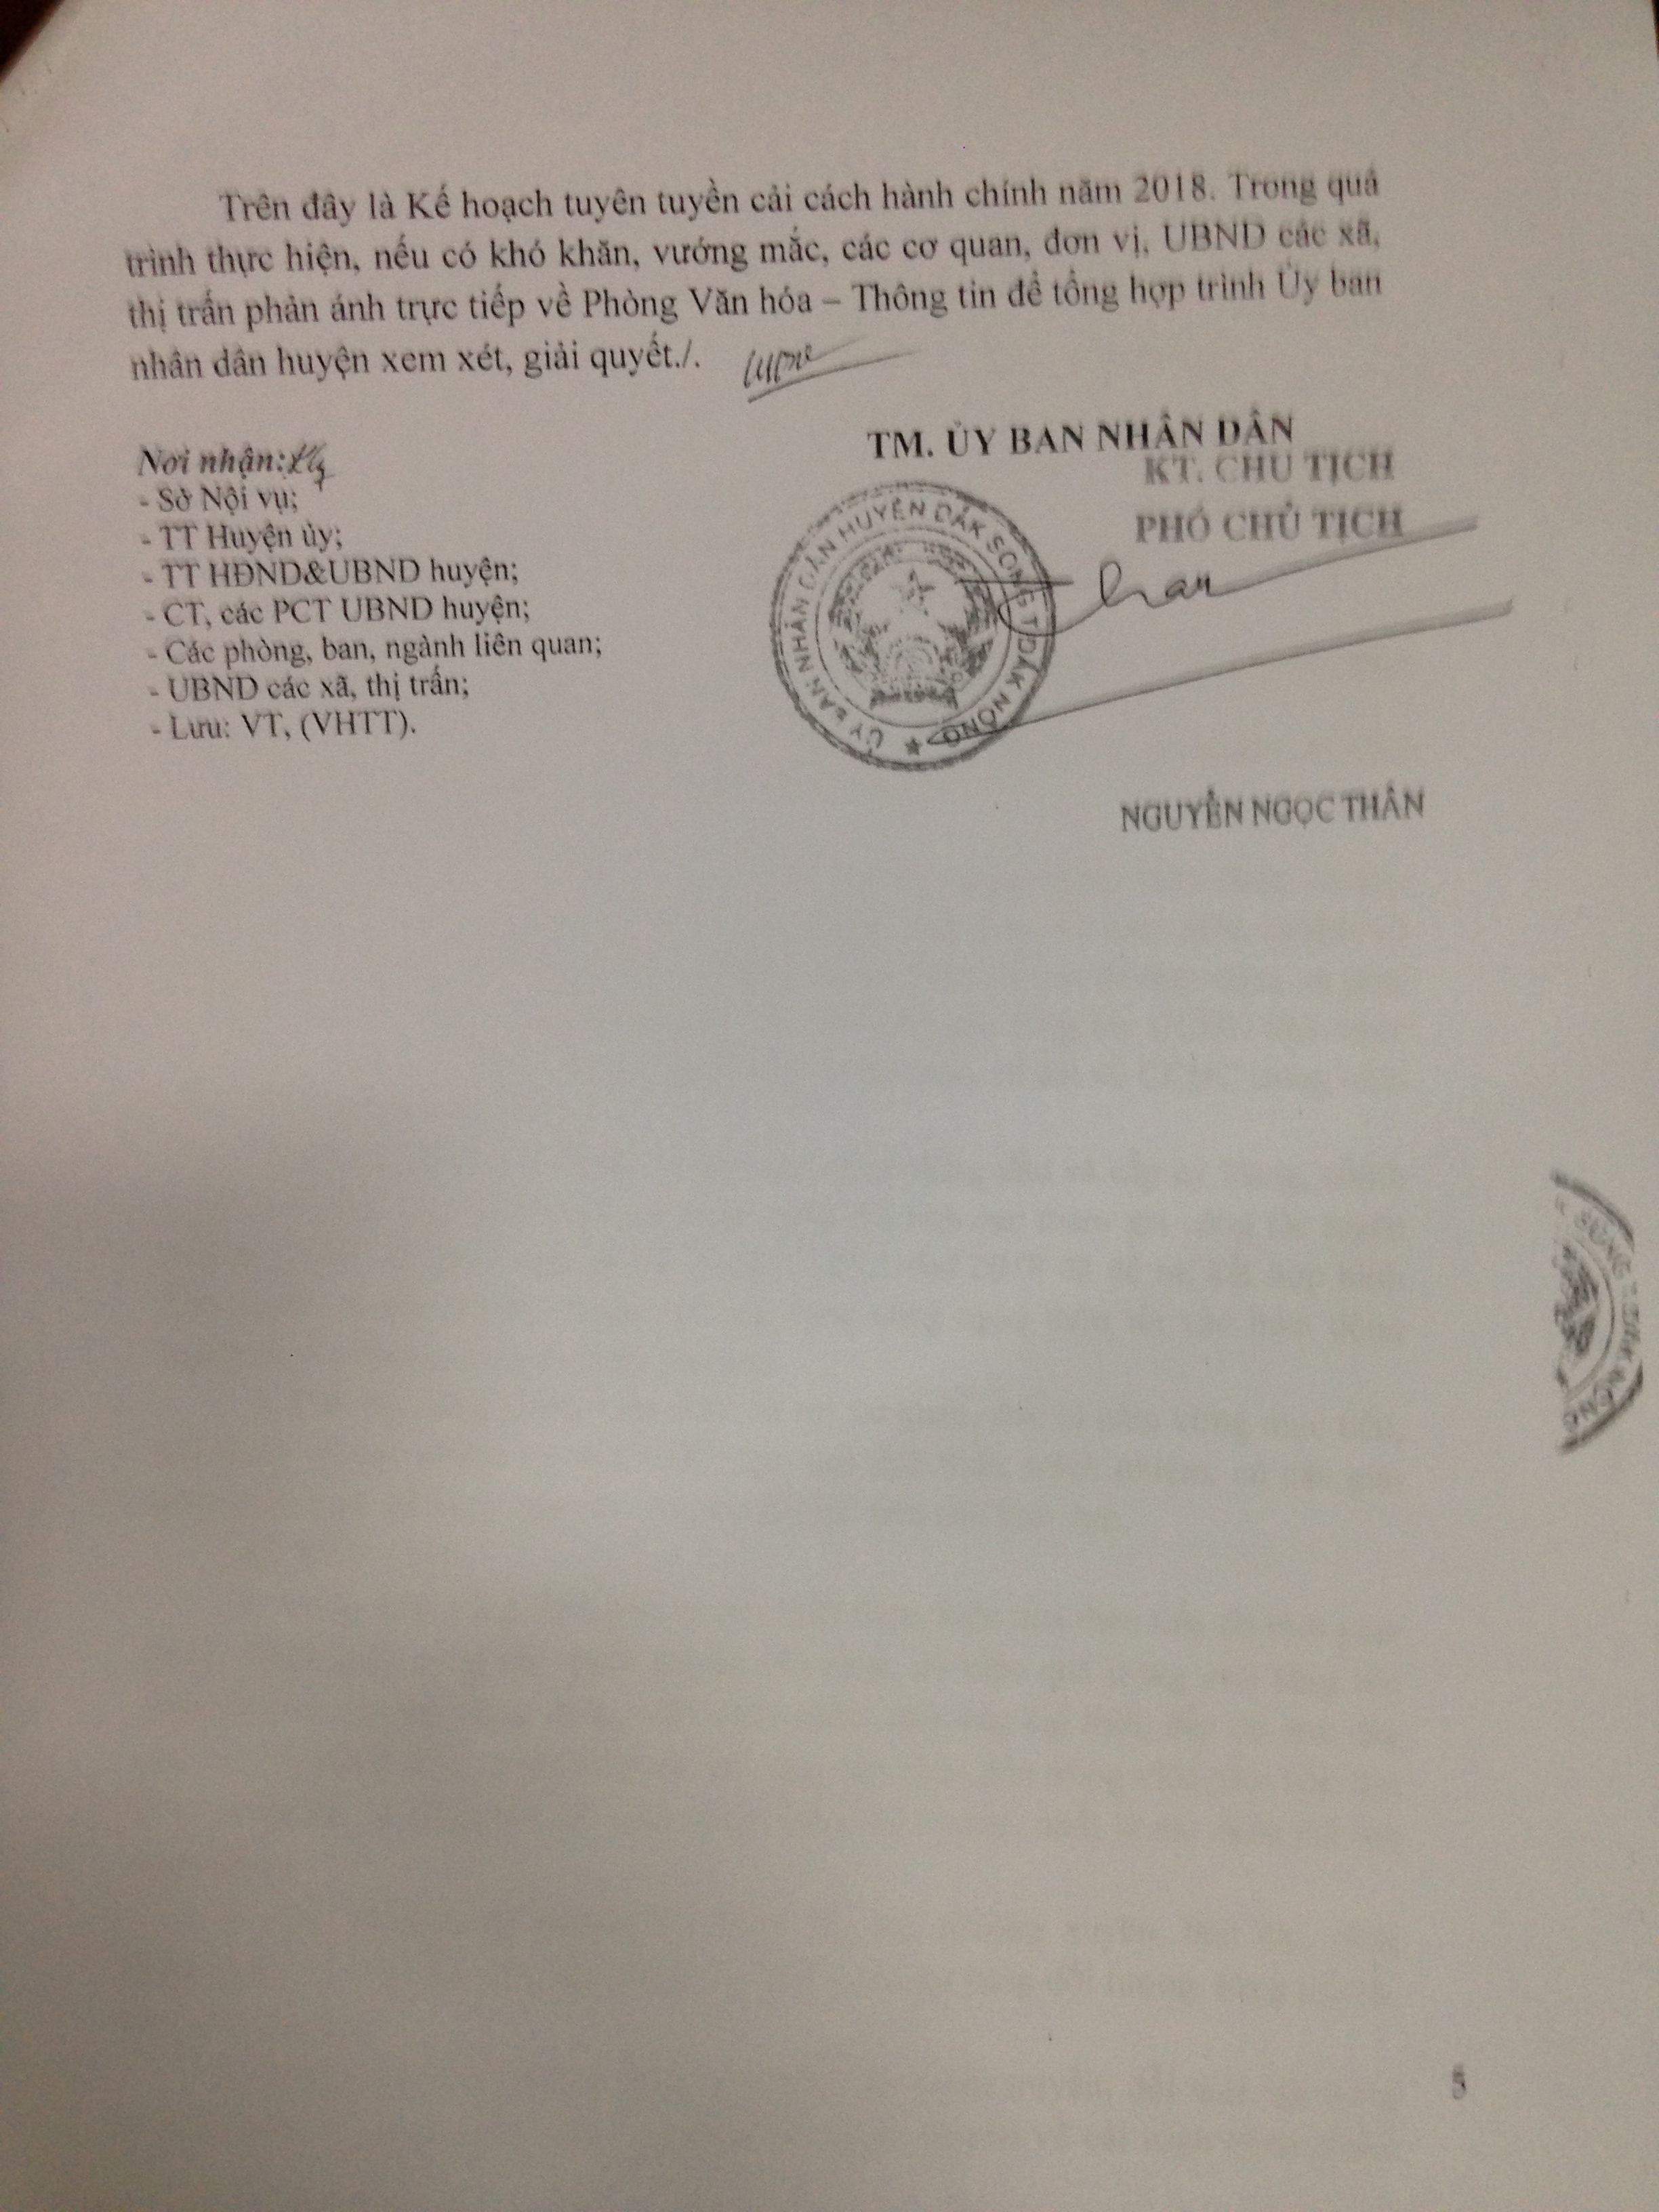 Trên đây là Kế hoạch tuyên tuyền cải cách hành chính năm 2018. Trong quá
trình thực hiện, nếu có khó khăn, vướng mắc, các cơ quan, đơn vị, UBND các xã,
thị trấn phản ánh trực tiếp về Phòng Văn hóa – Thông tin để tổng hợp trình Ủy ban
nhân dân huyện xem xét, giải quyết./.
Nơi nhận:
- Sở Nội vụ;
- TT Huyện ủy;
- TT HĐND&UBND huyện;
- CT, các PCT UBND huyện;
- Các phòng, ban, ngành liên quan;
- UBND các xã, thị trấn;
- Lưu: VT, (VHTT).
TM. ỦY BAN NHÂN DÂN
KT. CHỦ TỊCH
PHÓ CHỦ TỊCH
ỦY BAN NHÂN DÂN HUYỆN ĐẮK SONG T.ĐẮK NÔNG
NGUYỄN NGỌC THÂN
SONG T.ĐẮK NÔNG
5